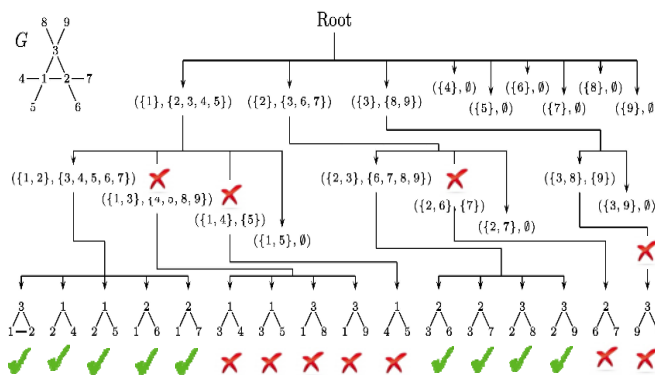 G
8 9
3
4 1 2 7
5 6
Root
({1}, {2, 3, 4, 5}) ({2}, {3, 6, 7}) ({3}, {8, 9}) ({4}, ∅) ({5}, ∅) ({6}, ∅) ({7}, ∅) ({8}, ∅) ({9}, ∅)
({1, 2}, {3, 4, 5, 6, 7}) ({1, 3}, {4, 5, 8, 9}) ({1, 4}, {5}) ({1, 5}, ∅) ({2, 3}, {6, 7, 8, 9}) ({2, 6}, {7}) ({2, 7}, ∅) ({3, 8}, {9}) ({3, 9}, ∅)
3 1 1 2 2 1 1 3 3 1 2 2 3 3 2 3
1 2 2 4 2 5 1 6 1 7 3 4 3 5 1 8 1 9 4 5 3 6 3 7 2 8 2 9 6 7 9